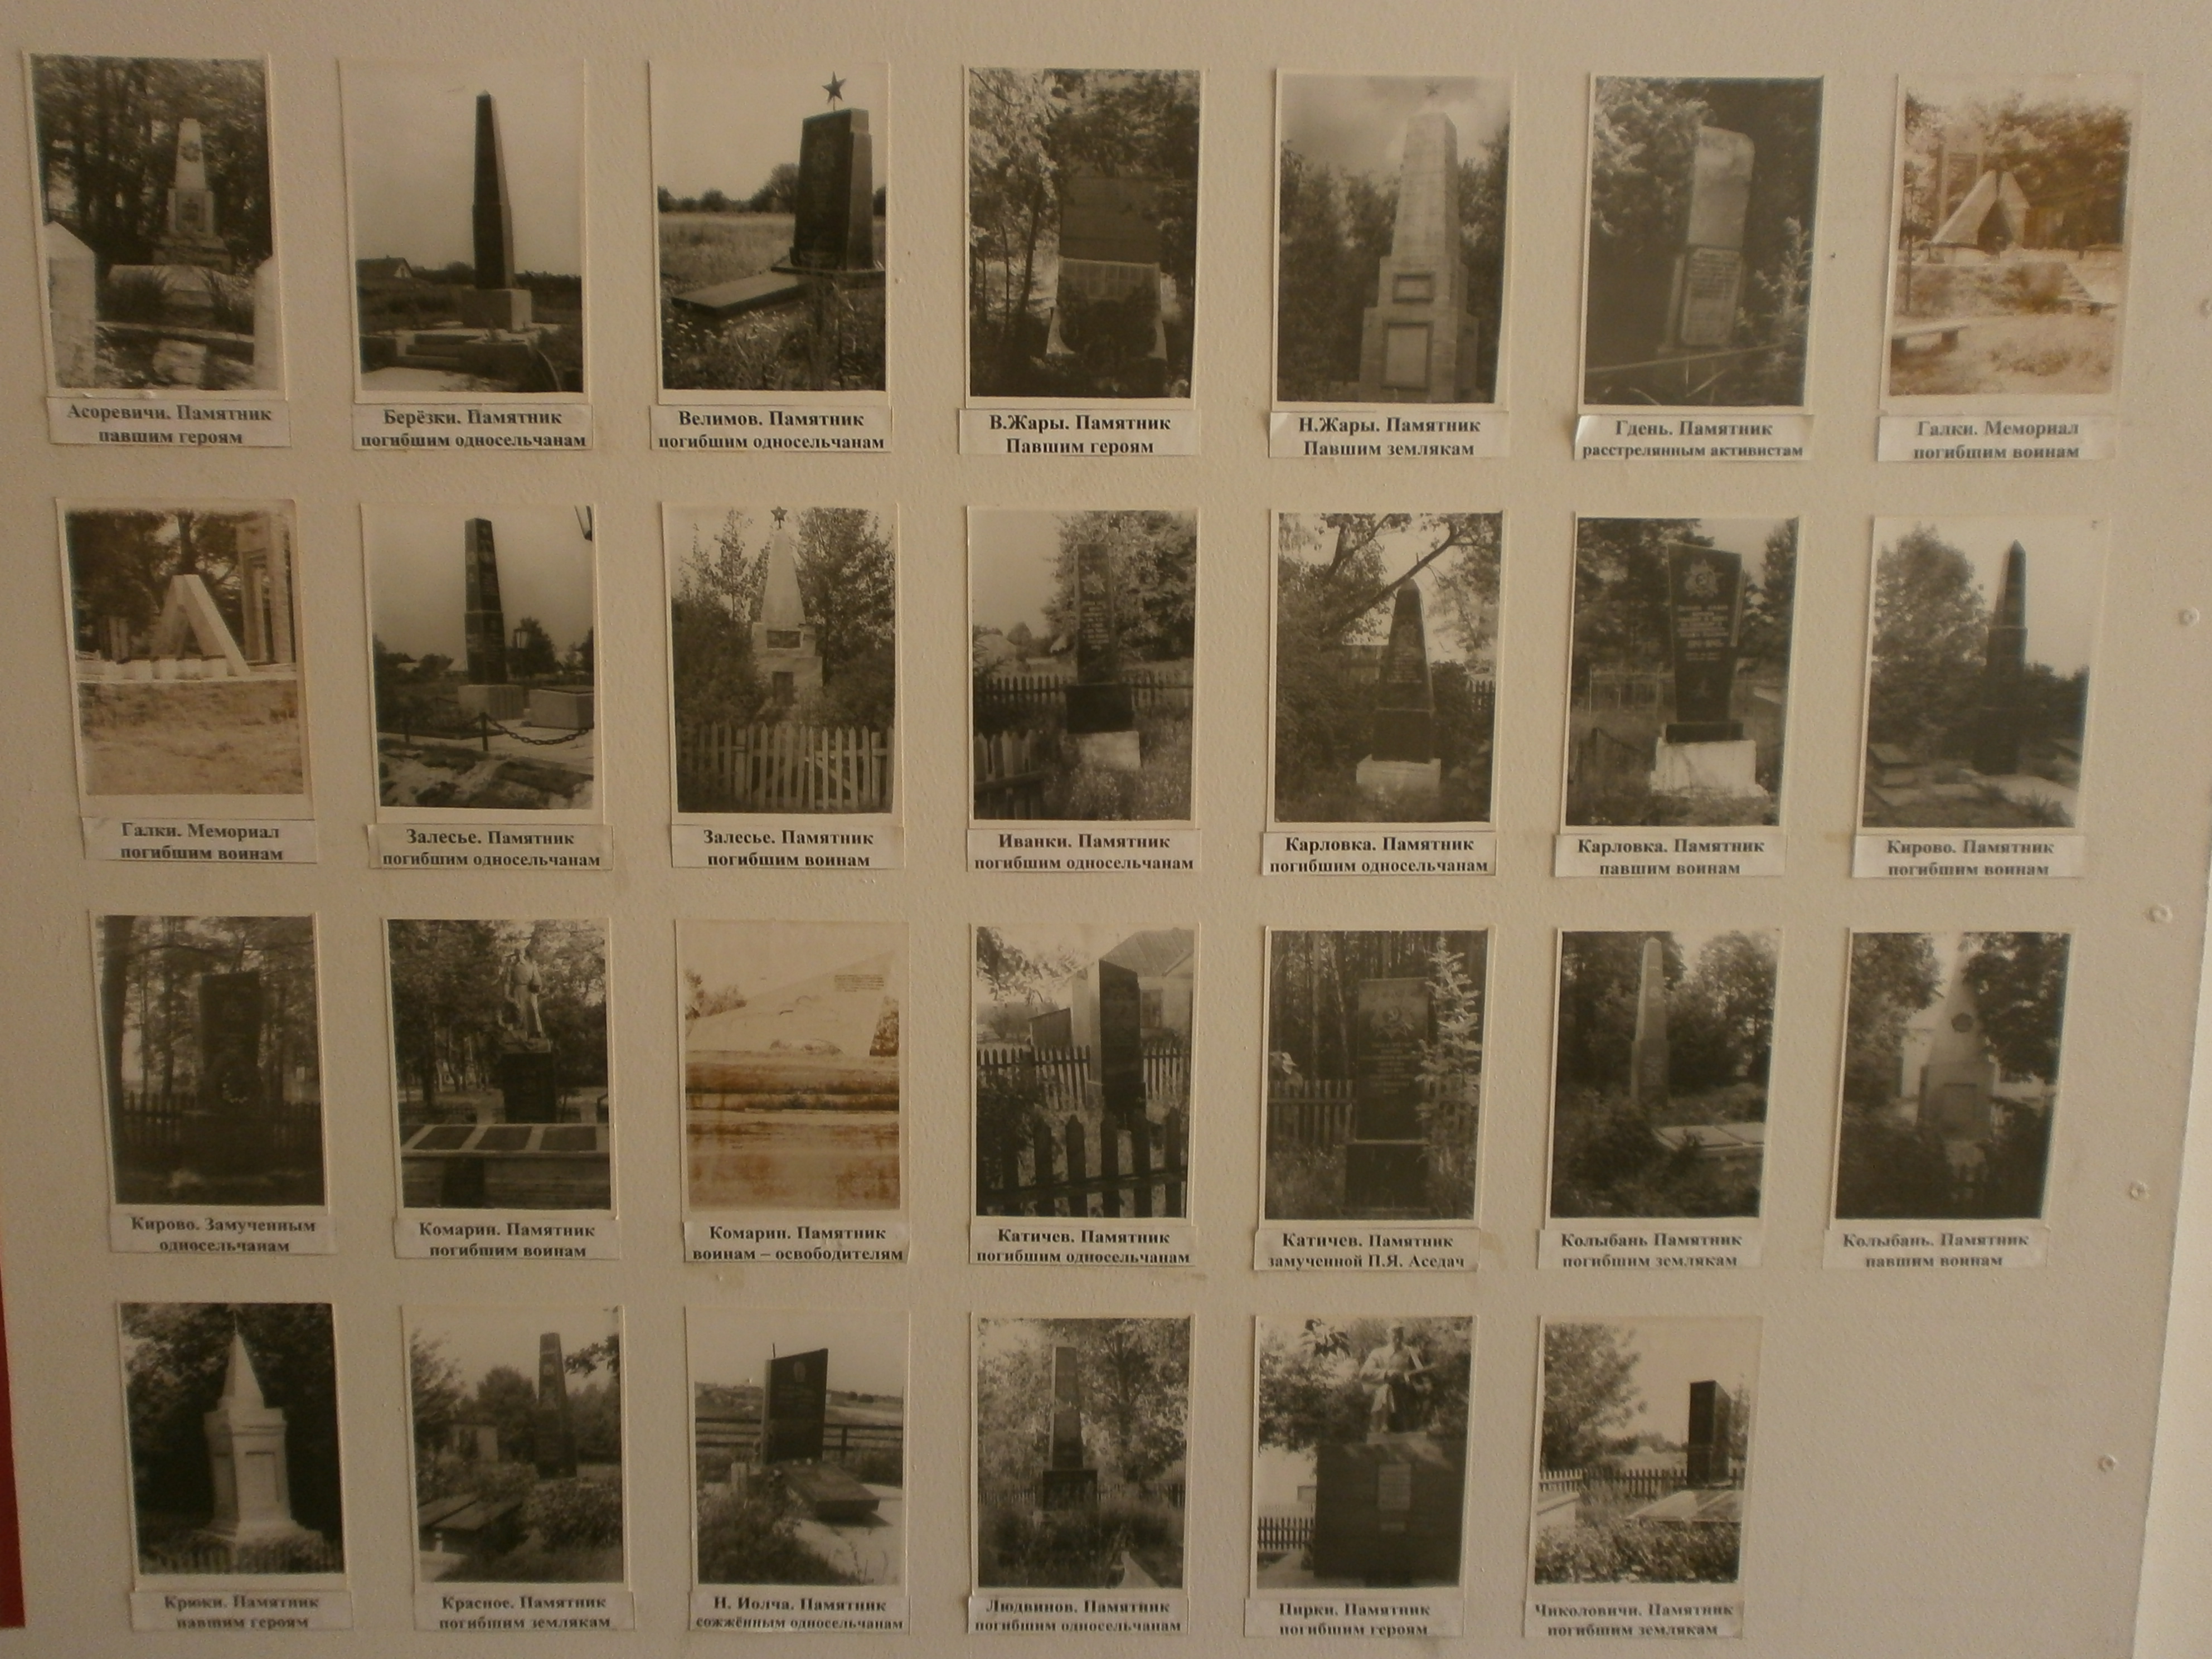 Асоревичи. Памятник
павшим героям
Берёзки. Памятник
погибшим односельчанам
Велимов. Памятник
погибшим односельчанам
В.Жары. Памятник
Павшим героям
Н.Жары. Памятник
Павшим землякам
Гдень. Памятник
расстрелянным активистам
Галки. Мемориал
погибшим воинам
Галки. Мемориал
погибшим воинам
Залесье. Памятник
погибшим односельчанам
Залесье. Памятник
погибшим воинам
Иванки. Памятник
погибшим односельчанам
Карловка. Памятник
погибшим односельчанам
Карловка. Памятник
павшим воинам
Кирово. Памятник
погибшим воинам
Кирово. Замученным
односельчанам
Комарин. Памятник
погибшим воинам
Комарин. Памятник
воинам – освободителям
Катичев. Памятник
погибшим односельчанам
Катичев. Памятник
замученной П.Я. Аседач
Колыбань Памятник
погибшим землякам
Колыбань. Памятник
павшим воинам
Крюки. Памятник
павшим героям
Красное. Памятник
погибшим землякам
Н. Иолча. Памятник
сожжённым односельчанам
Людвинов. Памятник
погибшим односельчанам
Пирки. Памятник
погибшим героям
Чиколовичи. Памятник
погибшим землякам